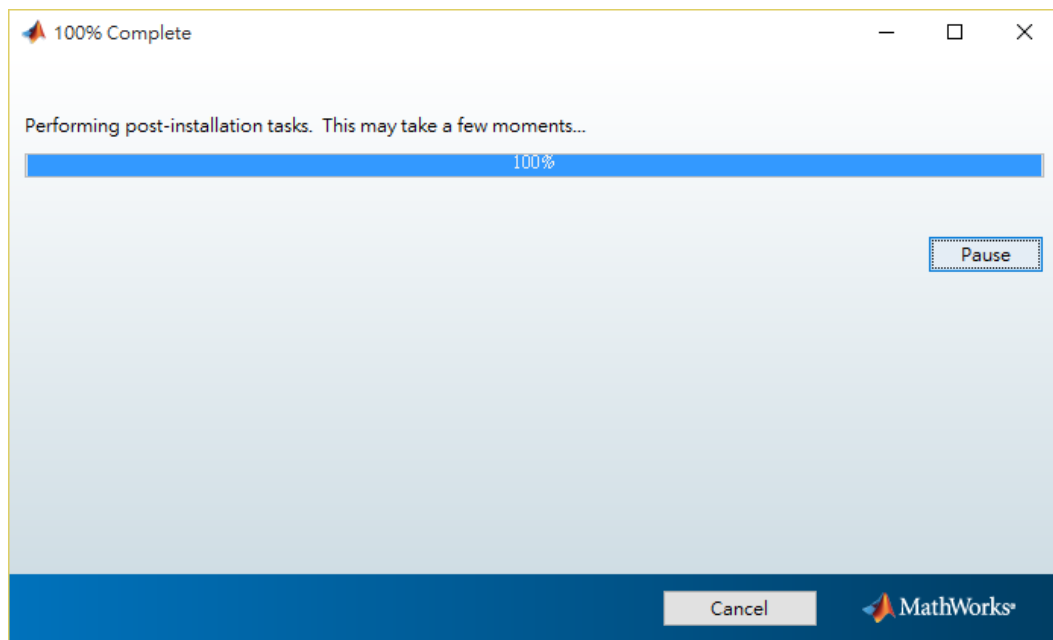 100% Complete
Performing post-installation tasks.  This may take a few moments...
100%
Pause
Cancel
MathWorks®